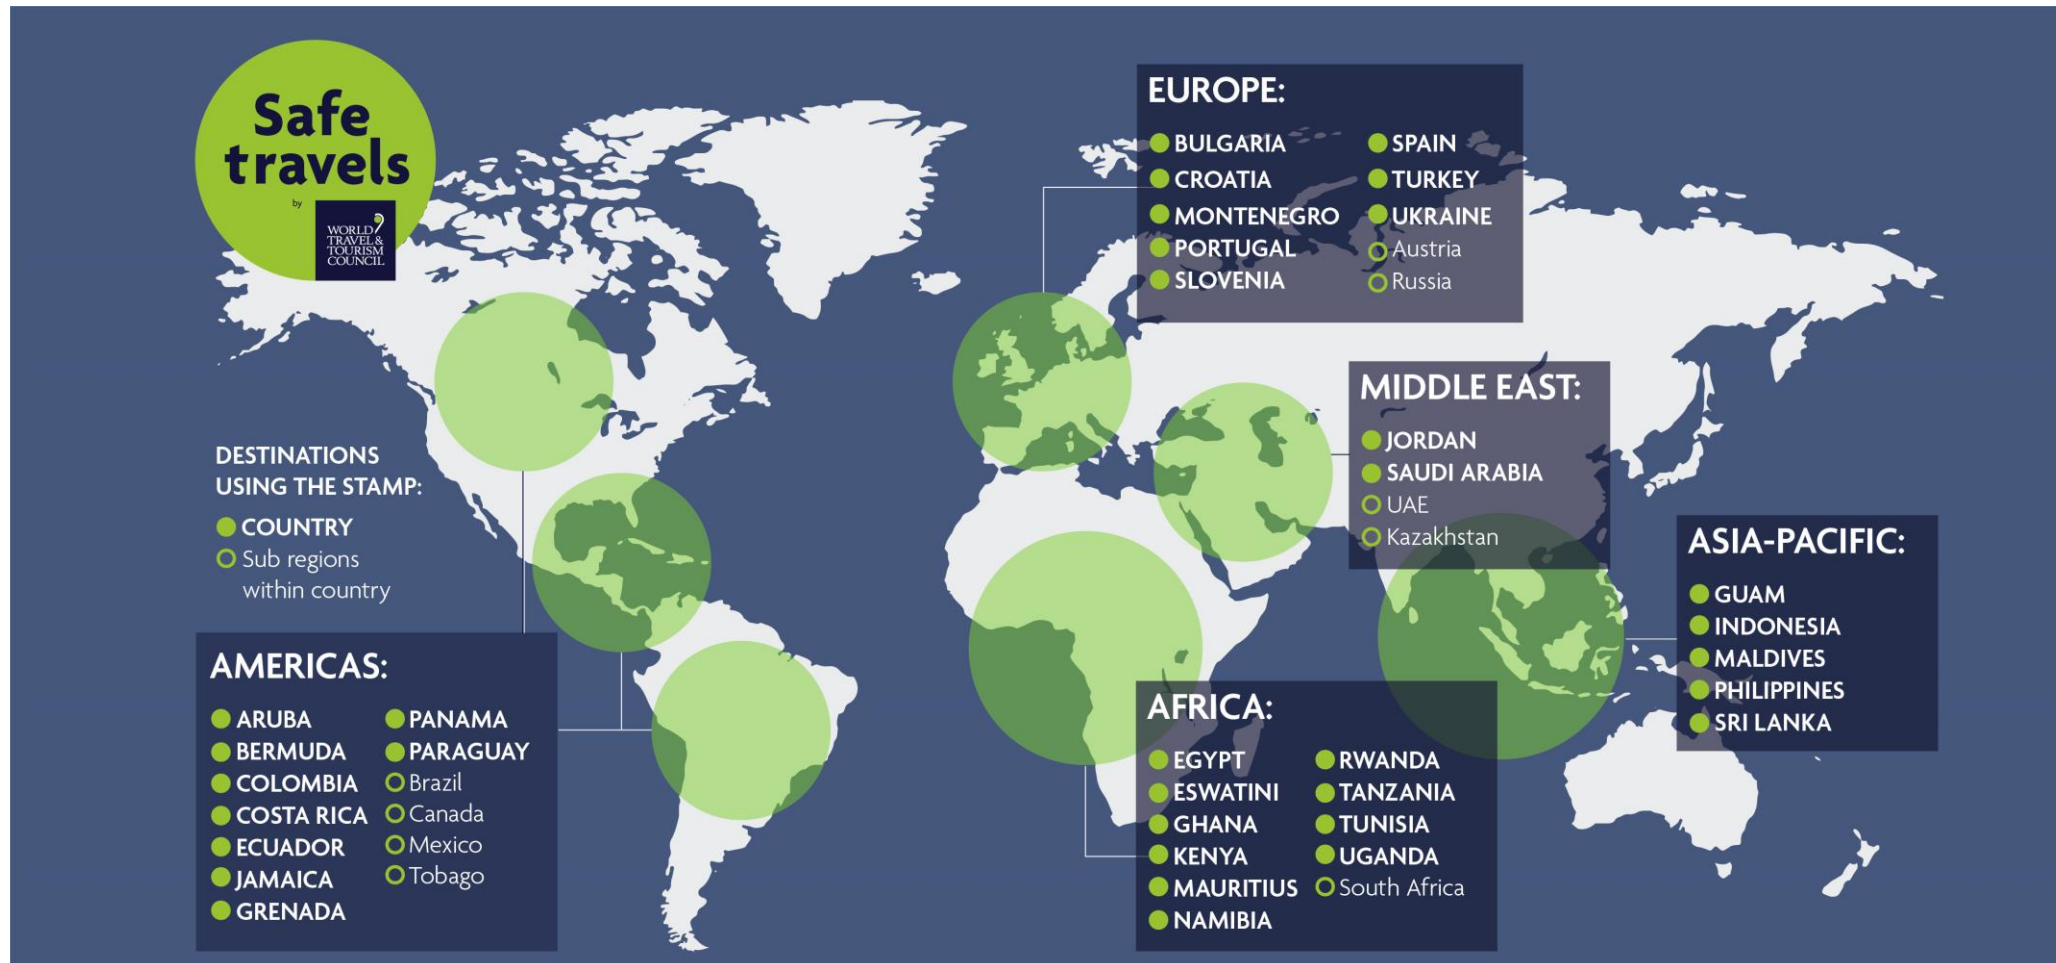 Safe
travels
by
WORLD
TRAVEL &
TOURISM
COUNCIL
DESTINATIONS
USING THE STAMP:
COUNTRY
Sub regions
within country
AMERICAS:
ARUBA
BERMUDA
COLOMBIA
COSTA RICA
ECUADOR
JAMAICA
GRENADA
PANAMA
PARAGUAY
Brazil
Canada
Mexico
Tobago
EUROPE:
BULGARIA
CROATIA
MONTENEGRO
PORTUGAL
SLOVENIA
SPAIN
TURKEY
UKRAINE
Austria
Russia
MIDDLE EAST:
JORDAN
SAUDI ARABIA
UAE
Kazakhstan
AFRICA:
EGYPT
ESWATINI
GHANA
KENYA
MAURITIUS
NAMIBIA
RWANDA
TANZANIA
TUNISIA
UGANDA
South Africa
ASIA-PACIFIC:
GUAM
INDONESIA
MALDIVES
PHILIPPINES
SRI LANKA